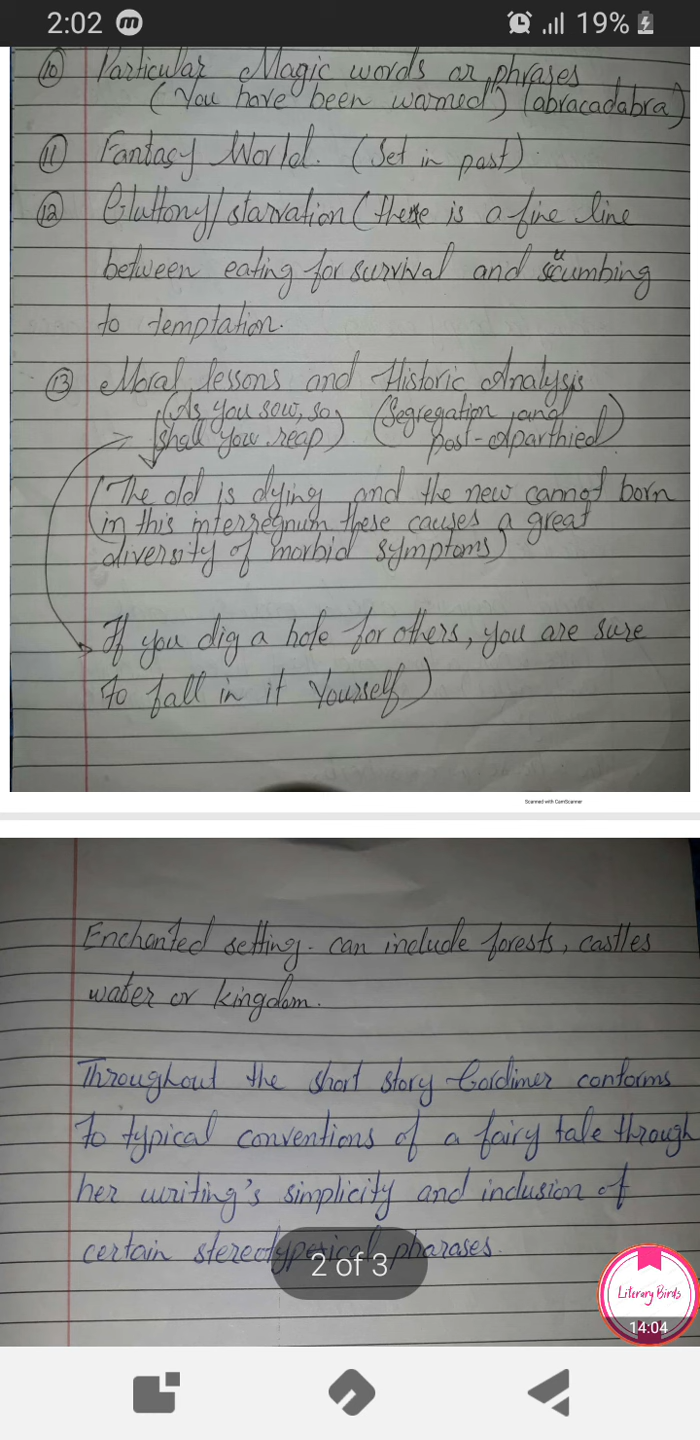 2:02 m 19%
⑩ Particular Magic words or phrases
(You have been warned) (abracadabra)
⑪ Fantasy World. (Set in past).
⑫ Gluttony/starvation (there is a fine line
between eating for survival and scumbing
to temptation.
⑬ Moral lessons and Historic Analysis
(As you sow, so (Segregation and
shall you reap) post-alparthied)
(The old is dying and the new cannot born
in this interregnum these causes a great
diversity of morbid symptoms)
If you dig a hole for others, you are sure
to fall in it Yourself)
Scanned with CamScanner
Enchanted setting - can include forests, castles
water or kingdom.
Throughout the short story Gordimer conforms
to typical conventions of a fairy tale through
her writing's simplicity and inclusion of
certain stereotyperical pharases.
2 of 3
Literary Birds
14:04